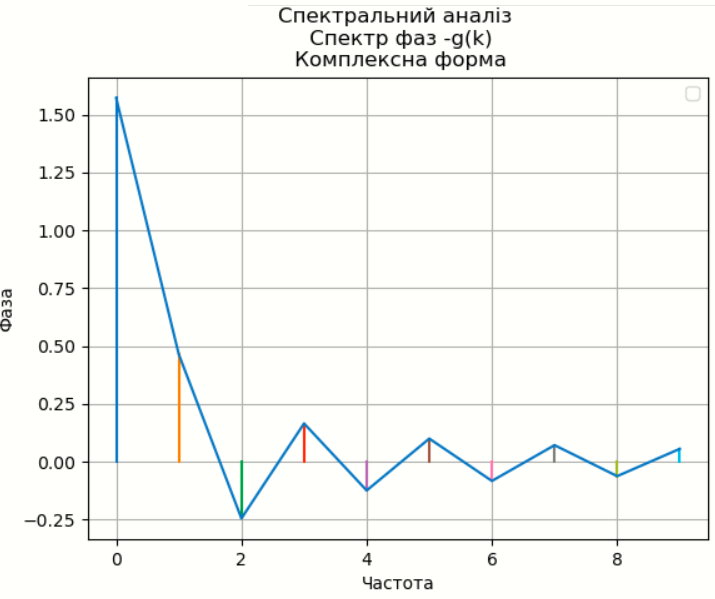 Спектральний аналіз
Спектр фаз -g(k)
Комплексна форма
1.50
1.25
1.00
0.75
0.50
0.25
0.00
−0.25
Фаза
0 2 4 6 8
Частота